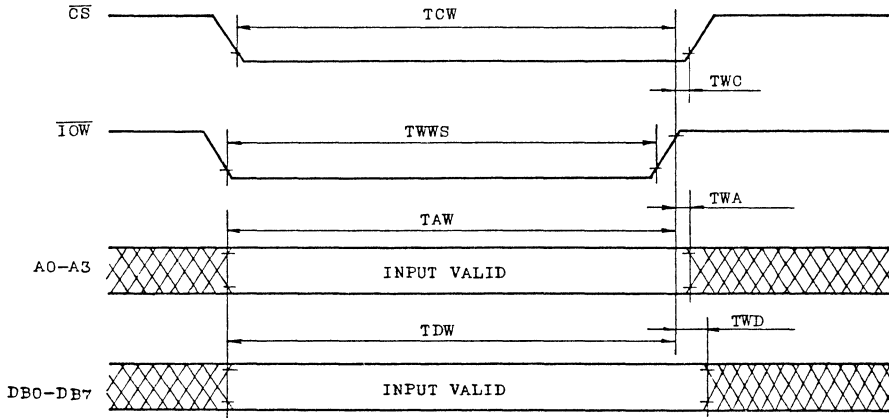 CS TCW
TWC
IOW TWWS
TWA
TAW
A0-A3 INPUT VALID
TWD
TDW
DB0-DB7 INPUT VALID